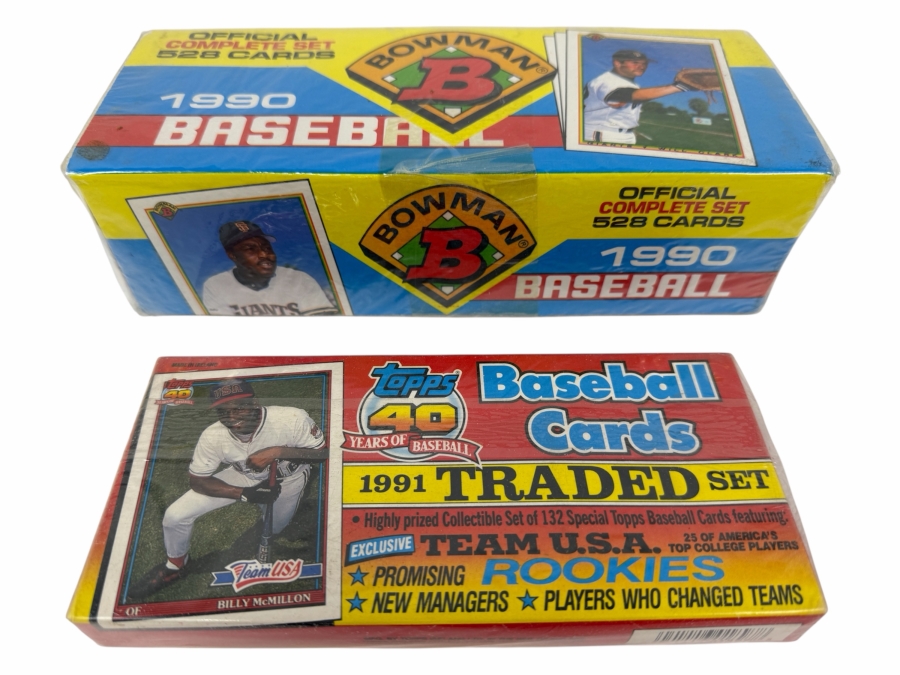 OFFICIAL
COMPLETE SET
528 CARDS
BOWMAN®
B
1990
BASEBALL
BOWMAN®
B
OFFICIAL
COMPLETE SET
528 CARDS
1990
BASEBALL
GIANTS
Topps
40
YEARS OF BASEBALL
Baseball
Cards
1991 TRADED SET
• Highly prized Collectible Set of 132 Special Topps Baseball Cards featuring:
EXCLUSIVE TEAM U.S.A. 25 OF AMERICA'S
TOP COLLEGE PLAYERS
★ PROMISING ROOKIES
★ NEW MANAGERS ★ PLAYERS WHO CHANGED TEAMS
Topps
40
USA
Team USA
OF BILLY McMILLON